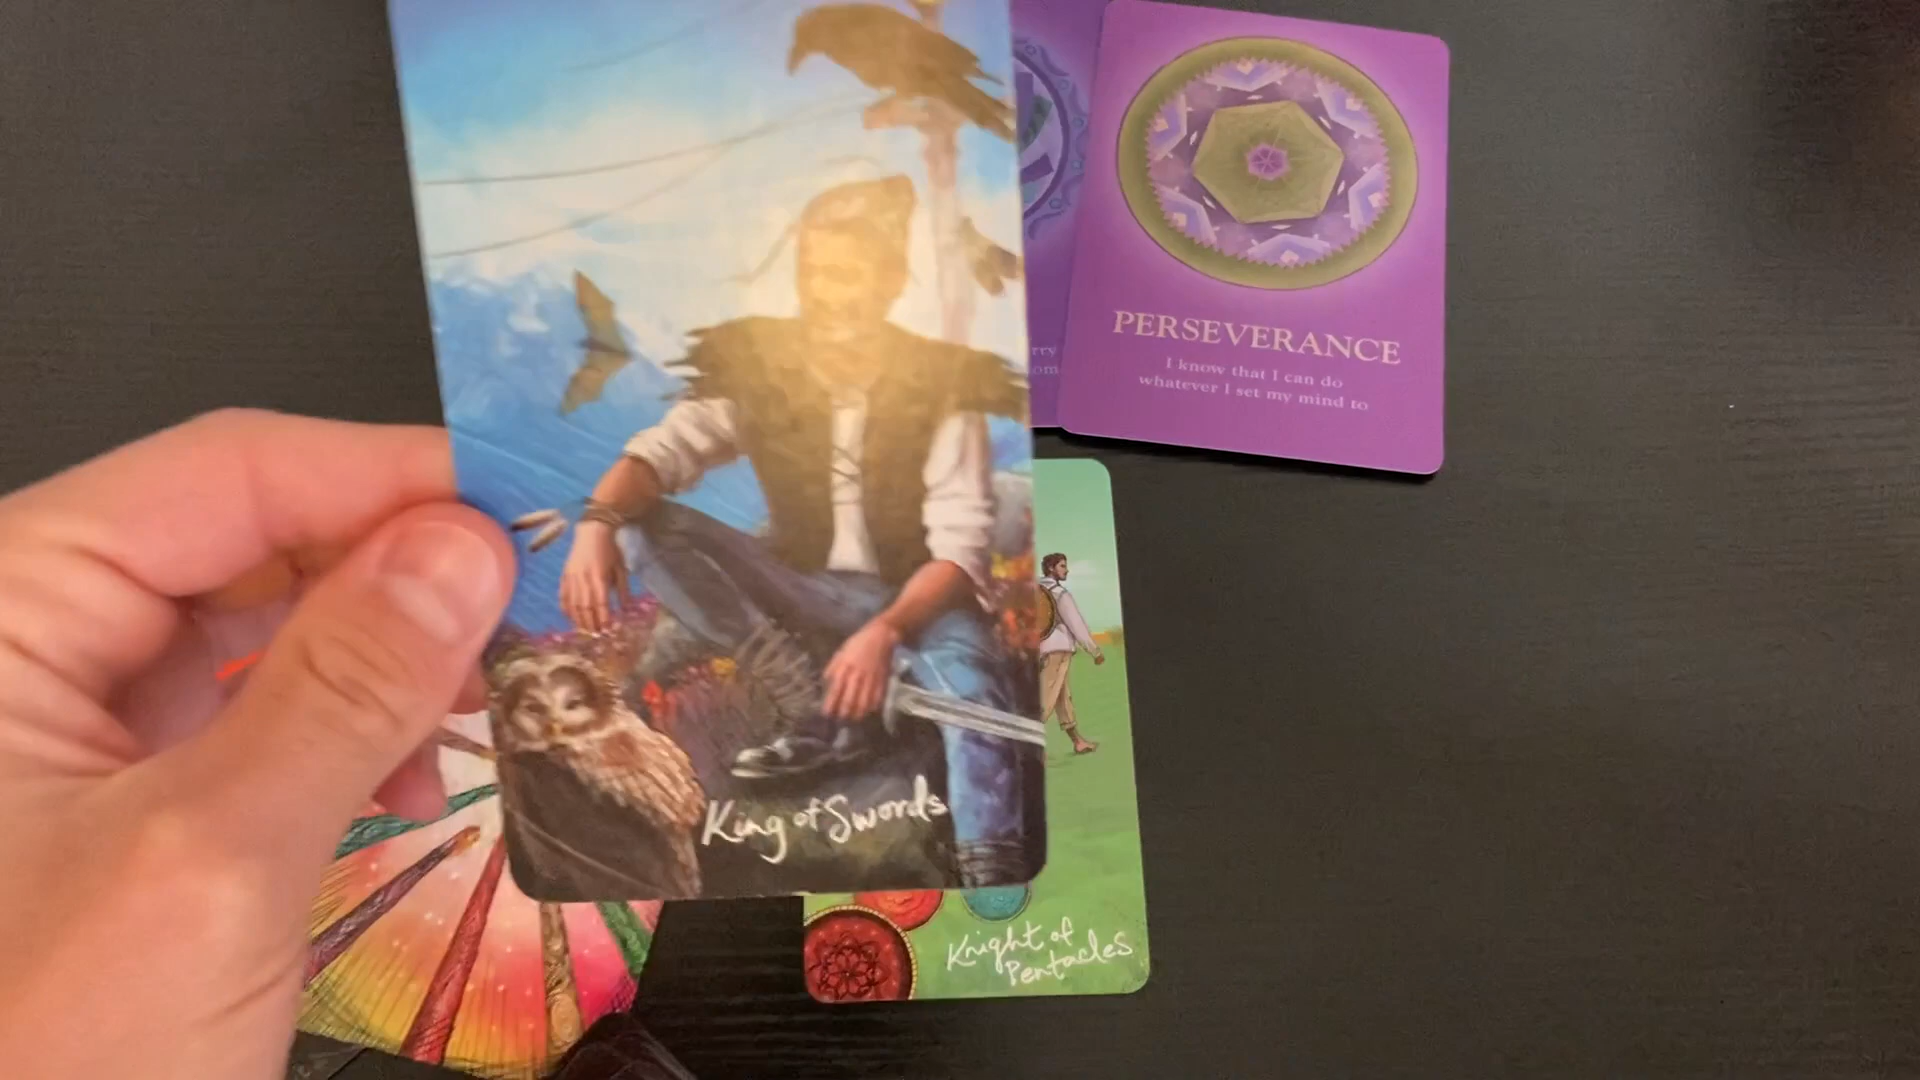 PERSEVERANCE
I know that I can do
whatever I set my mind to
King of Swords
Knight of
Pentacles